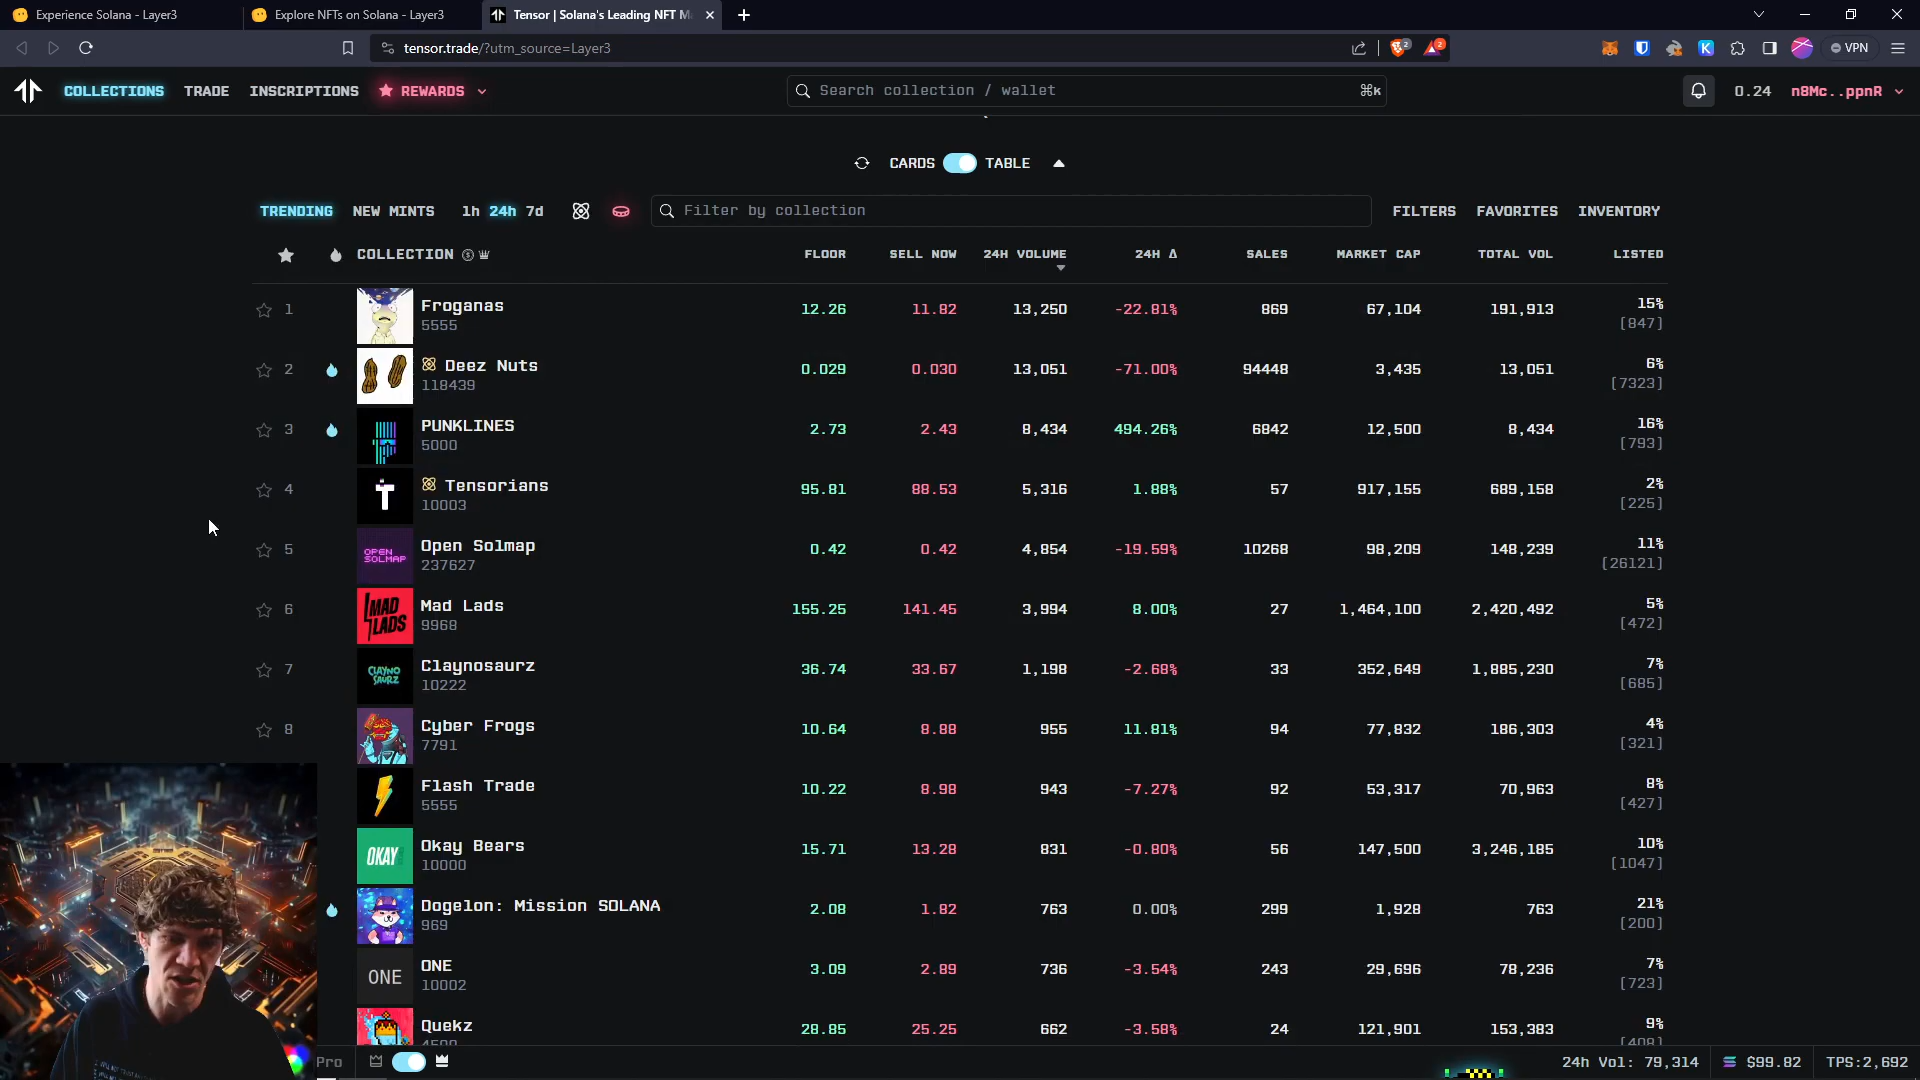 Experience Solana - Layer3
Explore NFTs on Solana - Layer3
Tensor | Solana's Leading NFT M
tensor.trade/?utm_source=Layer3
2
2
VPN
COLLECTIONS TRADE INSCRIPTIONS REWARDS
Search collection / wallet
⌘K
0.24 n8Mc..ppnR
CARDS TABLE
TRENDING NEW MINTS 1h 24h 7d
Filter by collection
FILTERS FAVORITES INVENTORY
COLLECTION FLOOR SELL NOW 24H VOLUME 24H Δ SALES MARKET CAP TOTAL VOL LISTED
1 Froganas 12.26 11.82 13,250 -22.81% 869 67,104 191,913 15%
5555 [847]
2 Deez Nuts 0.029 0.030 13,051 -71.00% 94448 3,435 13,051 6%
118439 [7323]
3 PUNKLINES 2.73 2.43 8,434 494.26% 6842 12,500 8,434 16%
5000 [793]
4 Tensorians 95.81 88.53 5,316 1.88% 57 917,155 689,158 2%
10003 [225]
OPEN SOLMAP
5 Open Solmap 0.42 0.42 4,854 -19.59% 10268 98,209 148,239 11%
237627 [26121]
MAD LADS
6 Mad Lads 155.25 141.45 3,994 8.00% 27 1,464,100 2,420,492 5%
9968 [472]
CLAYNO SAURZ
7 Claynosaurz 36.74 33.67 1,198 -2.68% 33 352,649 1,885,230 7%
10222 [685]
8 Cyber Frogs 10.64 8.88 955 11.81% 94 77,832 186,303 4%
7791 [321]
Flash Trade 10.22 8.98 943 -7.27% 92 53,317 70,963 8%
5555 [427]
OKAY
Okay Bears 15.71 13.28 831 -0.80% 56 147,500 3,246,185 10%
10000 [1047]
Dogelon: Mission SOLANA 2.08 1.82 763 0.00% 299 1,928 763 21%
969 [200]
ONE
ONE 3.09 2.89 736 -3.54% 243 29,696 78,236 7%
10002 [723]
Quekz 28.85 25.25 662 -3.58% 24 121,901 153,383 9%
Pro
24h Vol: 79,314 $99.82 TPS:2,692